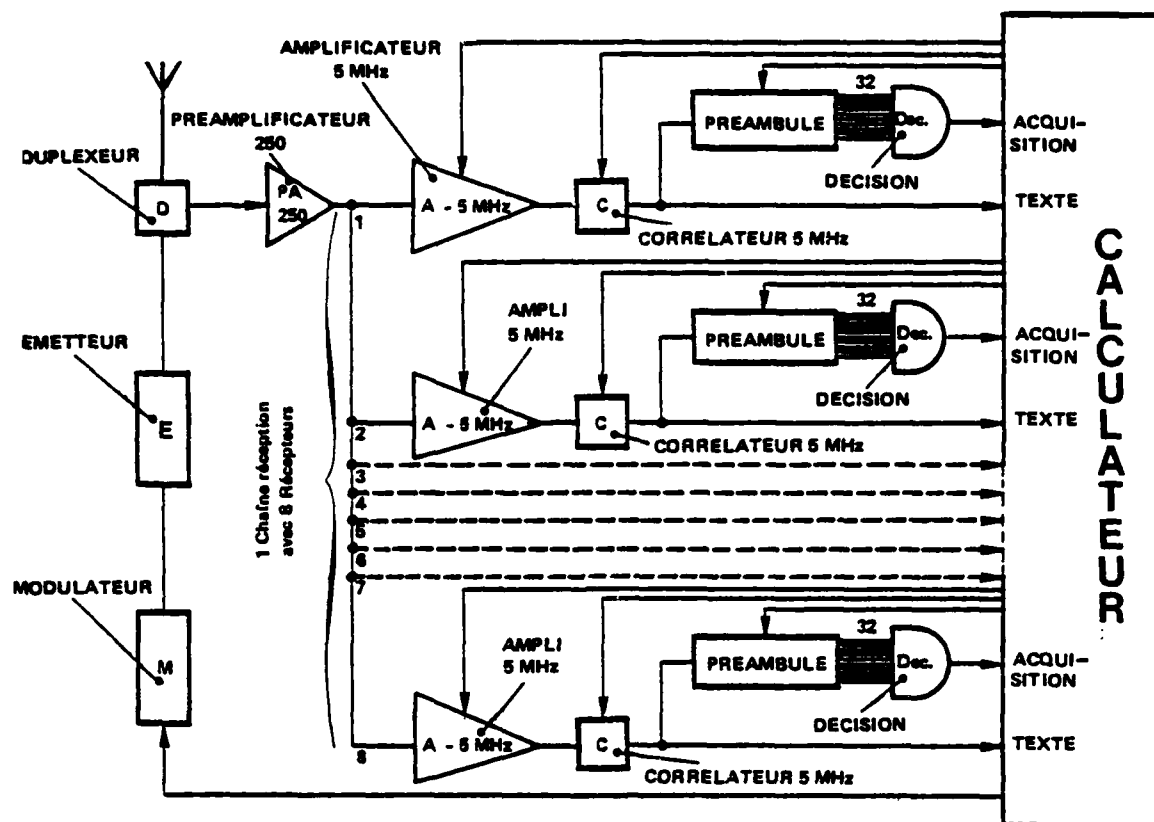 AMPLIFICATEUR
5 MHz
PREAMPLIFICATEUR
250
DUPLEXEUR
D
PA
250
1
A - 5 MHz
C
CORRELATEUR 5 MHz
PREAMBULE
32
Dec.
DECISION
ACQUI-
SITION
TEXTE
AMPLI
5 MHz
2
A - 5 MHz
C
CORRELATEUR 5 MHz
PREAMBULE
32
Dec.
DECISION
ACQUI-
SITION
TEXTE
EMETTEUR
E
1 Chaîne réception
avec 8 Récepteurs
3
4
5
6
7
MODULATEUR
M
AMPLI
5 MHz
8
A - 5 MHz
C
CORRELATEUR 5 MHz
PREAMBULE
32
Dec.
DECISION
ACQUI-
SITION
TEXTE
CALCULATEUR